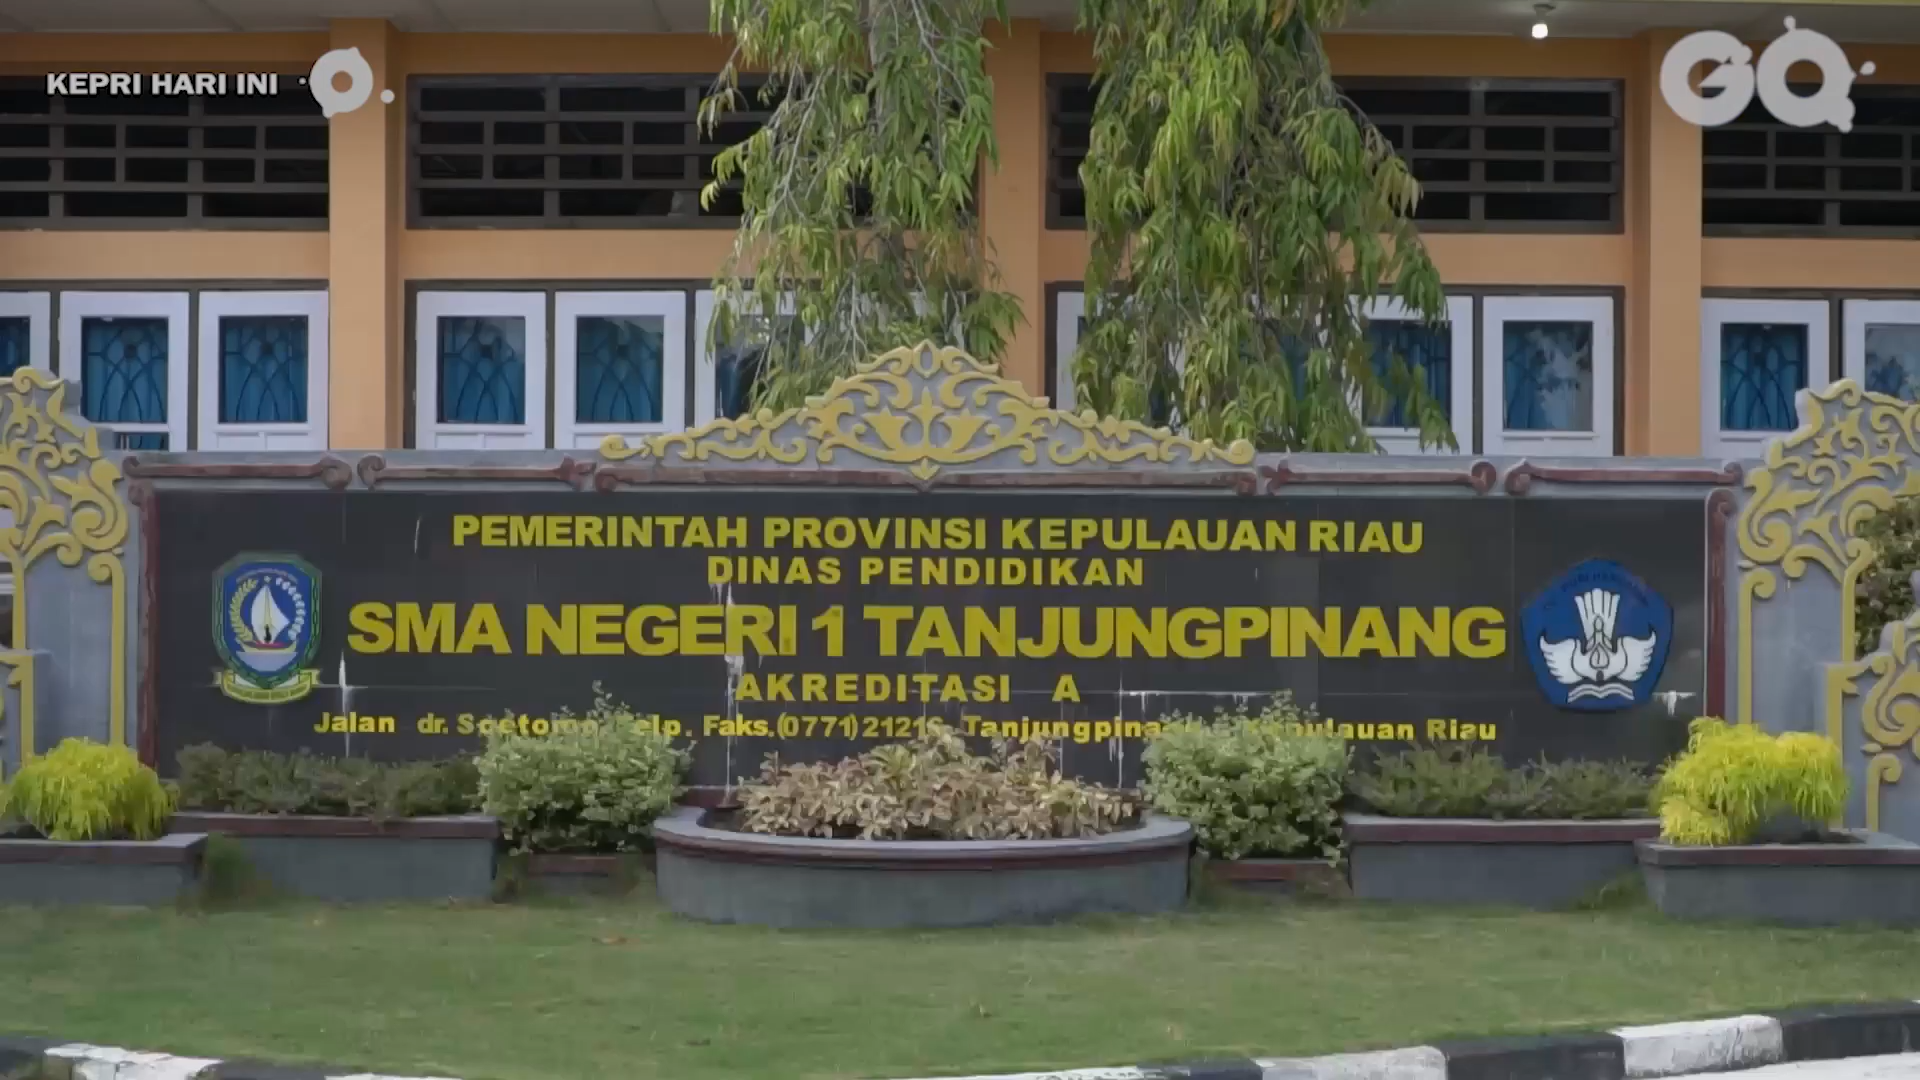 KEPRI HARI INI
GQ
PEMERINTAH PROVINSI KEPULAUAN RIAU
DINAS PENDIDIKAN
SMA NEGERI 1 TANJUNGPINANG
AKREDITASI A
Jalan dr. Faks.(0771) Riau